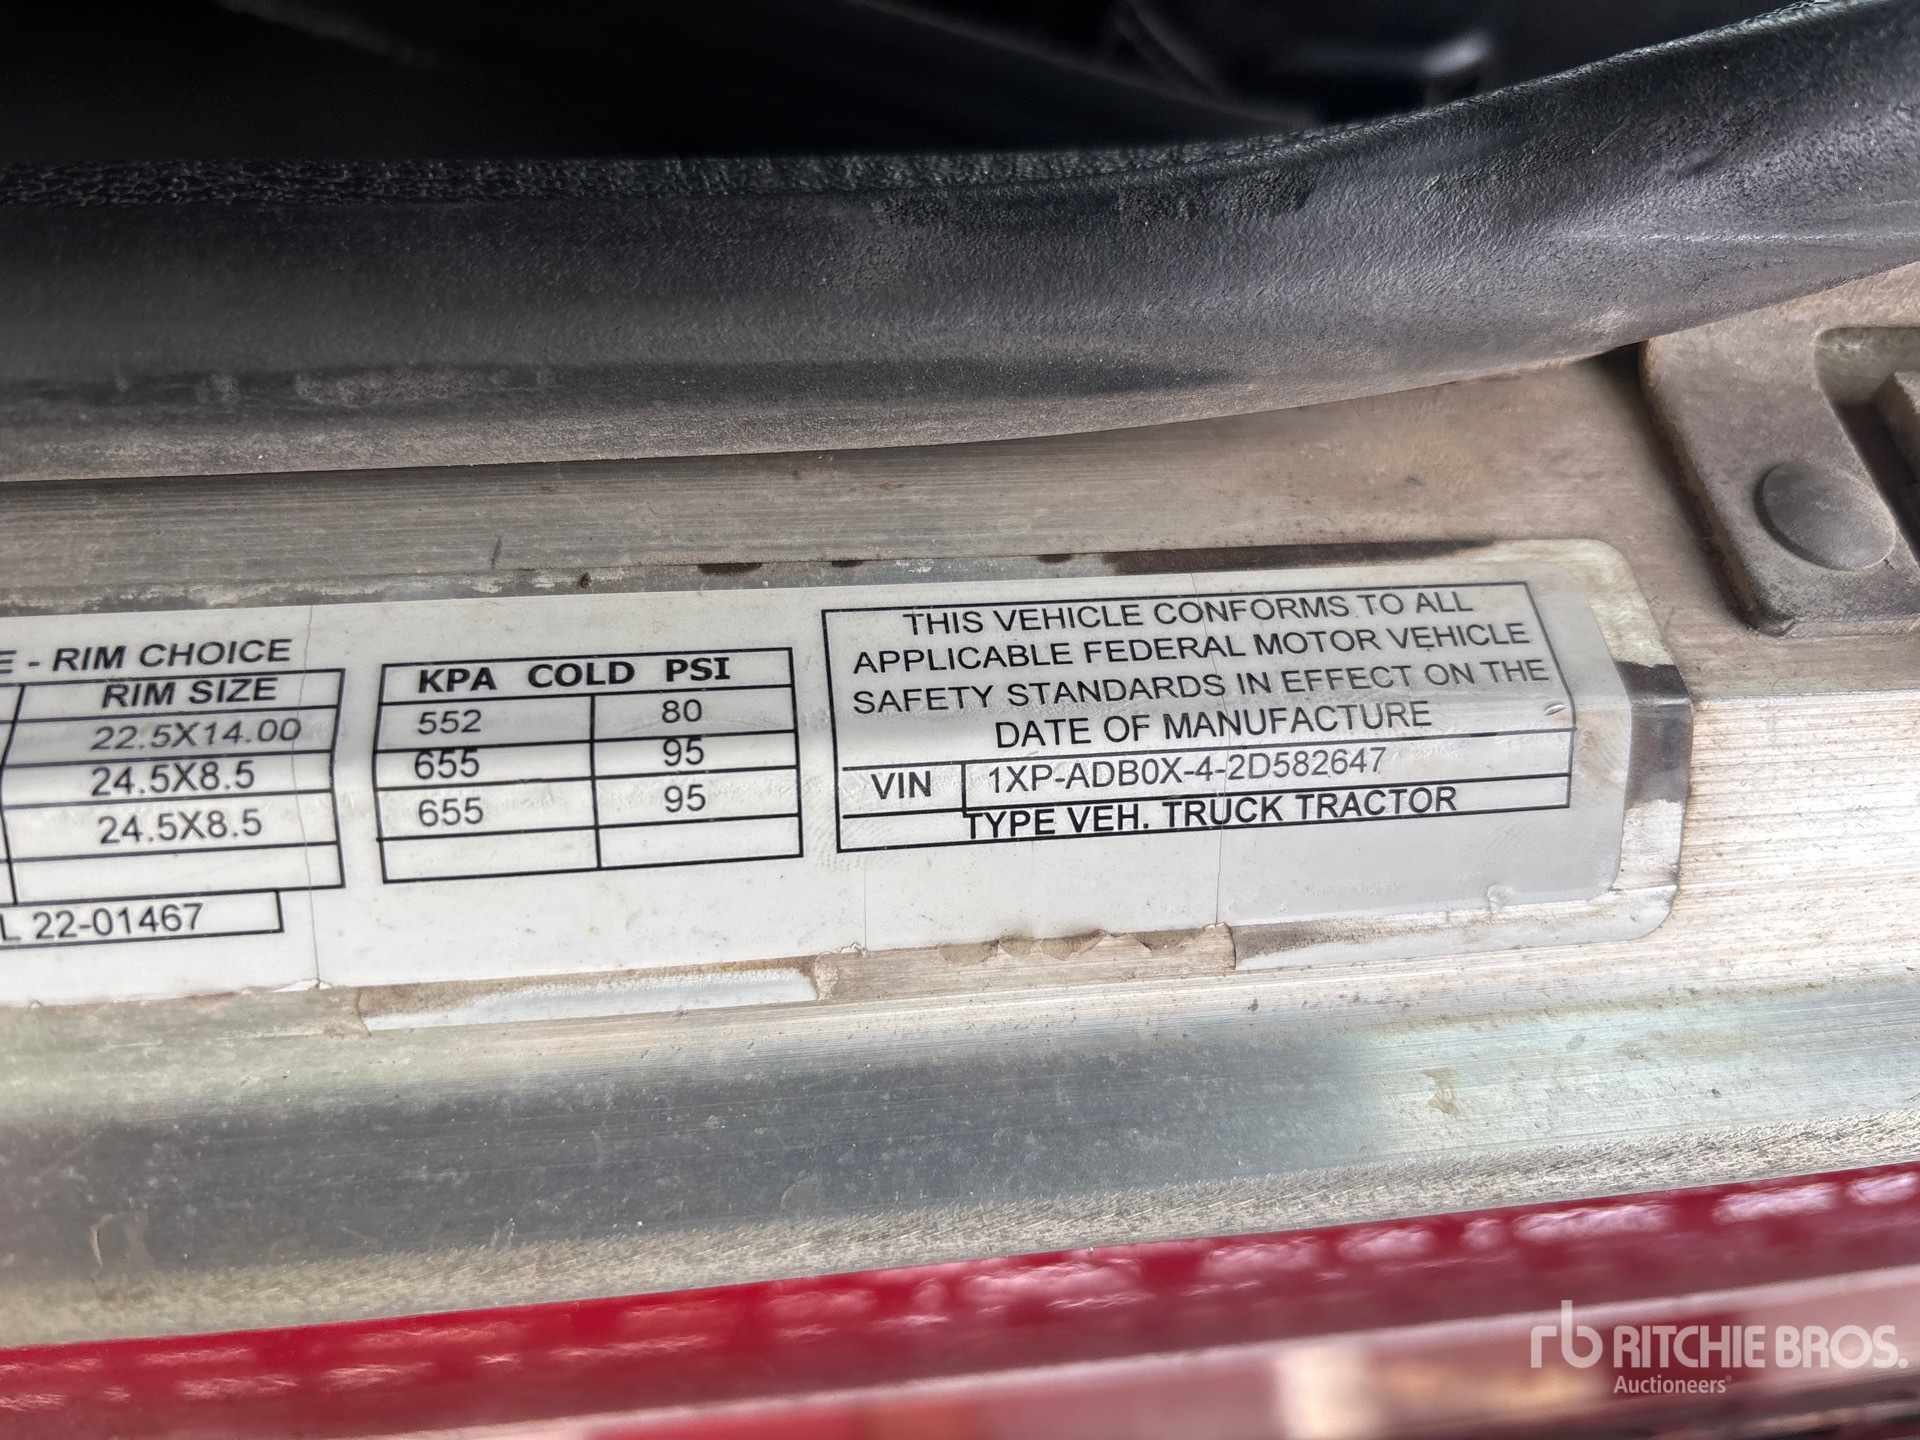 E - RIM CHOICE
RIM SIZE
22.5X14.00
24.5X8.5
24.5X8.5
L 22-01467
KPA COLD PSI
552 80
655 95
655 95
THIS VEHICLE CONFORMS TO ALL
APPLICABLE FEDERAL MOTOR VEHICLE
SAFETY STANDARDS IN EFFECT ON THE
DATE OF MANUFACTURE
VIN 1XP-ADB0X-4-2D582647
TYPE VEH. TRUCK TRACTOR
rb RITCHIE BROS.
Auctioneers